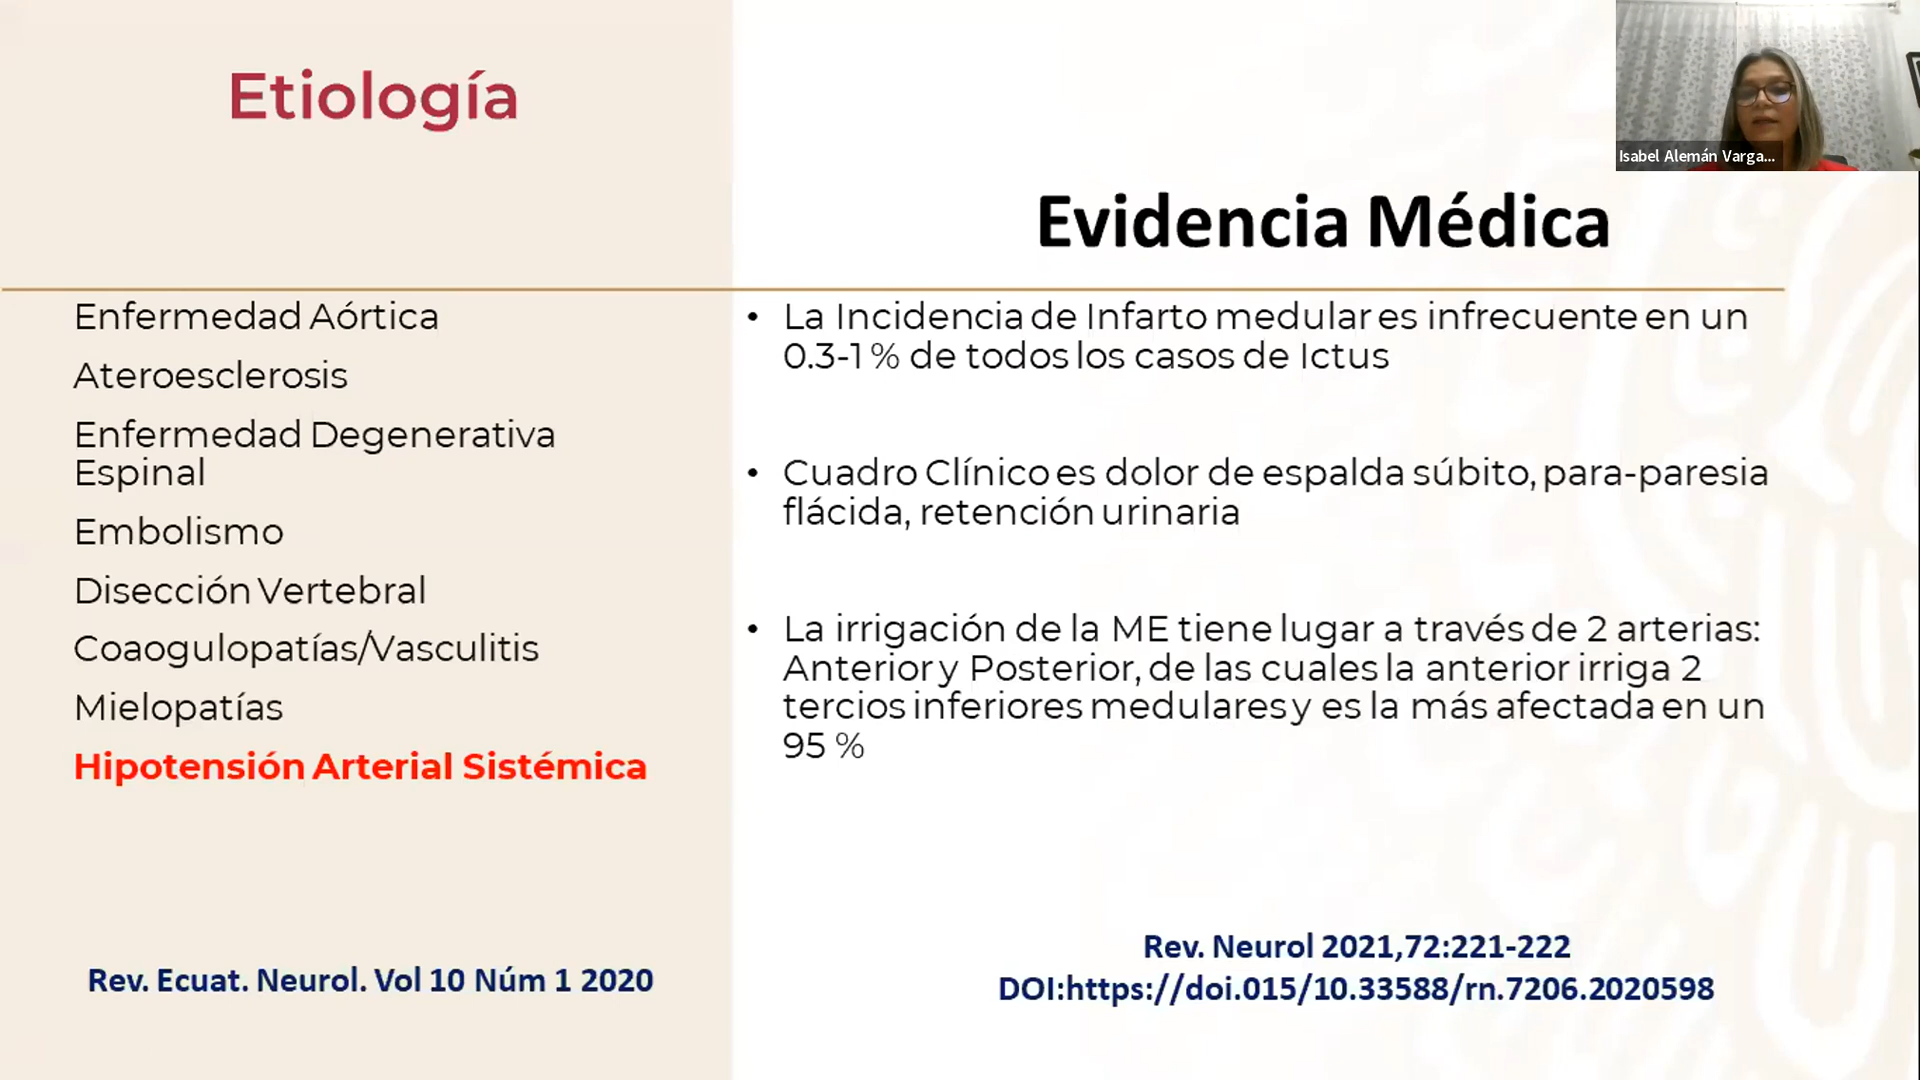 Etiología
Enfermedad Aórtica
Ateroesclerosis
Enfermedad Degenerativa
Espinal
Embolismo
Disección Vertebral
Coaogulopatías/Vasculitis
Mielopatías
Hipotensión Arterial Sistémica
Rev. Ecuat. Neurol. Vol 10 Núm 1 2020
Evidencia Médica
• La Incidencia de Infarto medular es infrecuente en un
0.3-1 % de todos los casos de Ictus
• Cuadro Clínico es dolor de espalda súbito, para-paresia
flácida, retención urinaria
• La irrigación de la ME tiene lugar a través de 2 arterias:
Anterior y Posterior, de las cuales la anterior irriga 2
tercios inferiores medulares y es la más afectada en un
95 %
Rev. Neurol 2021,72:221-222
DOI:https://doi.015/10.33588/rn.7206.2020598
Isabel Alemán Varga...